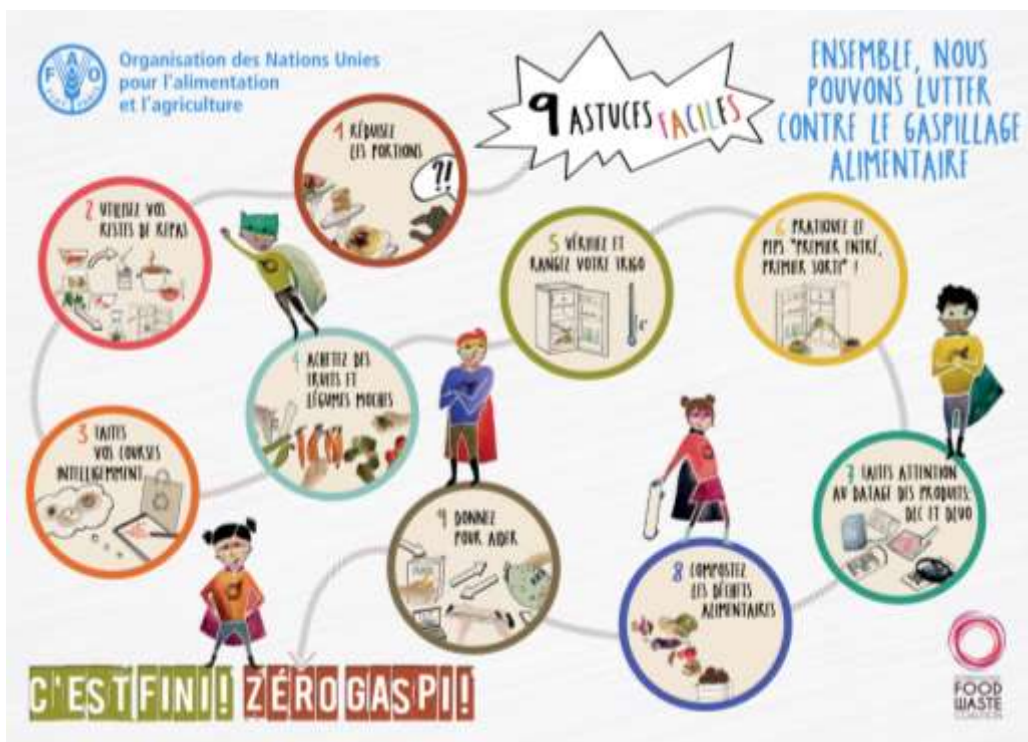 FAO
Organisation des Nations Unies
pour l'alimentation
et l'agriculture
9 ASTUCES FACILES
ENSEMBLE, NOUS
POUVONS LUTTER
CONTRE LE GASPILLAGE
ALIMENTAIRE
1 RÉDUISEZ
LES PORTIONS
?!
2 UTILISEZ VOS
RESTES DE REPAS
3 FAITES
VOS COURSES
INTELLIGEMMENT
4 ACHETEZ DES
FRUITS ET
LÉGUMES MOCHES
5 VÉRIFIEZ ET
RANGEZ VOTRE FRIGO
4°
6 PRATIQUEZ LE
PEPS "PREMIER ENTRÉ,
PREMIER SORTI" !
7 FAITES ATTENTION
AU DATAGE DES PRODUITS:
DLC ET DLUO
8 COMPOSTEZ
LES DÉCHETS
ALIMENTAIRES
9 DONNEZ
POUR AIDER
C'EST FINI! ZÉRO GASPI!
FOOD
WASTE
COALITION